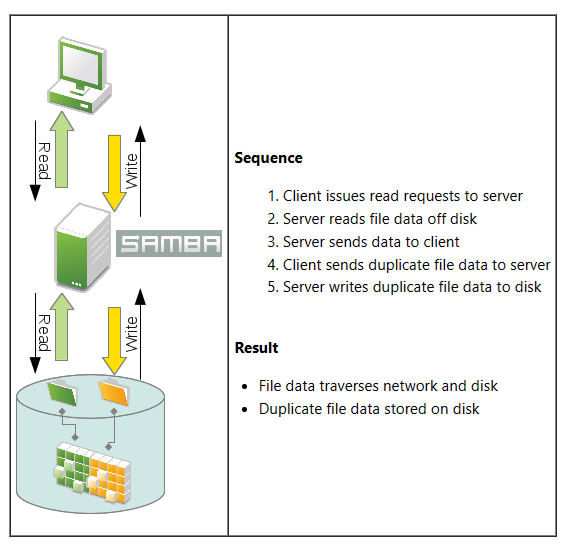 Read
Write
SAMBA
Read
Write
Sequence
1. Client issues read requests to server
2. Server reads file data off disk
3. Server sends data to client
4. Client sends duplicate file data to server
5. Server writes duplicate file data to disk
Result
• File data traverses network and disk
• Duplicate file data stored on disk